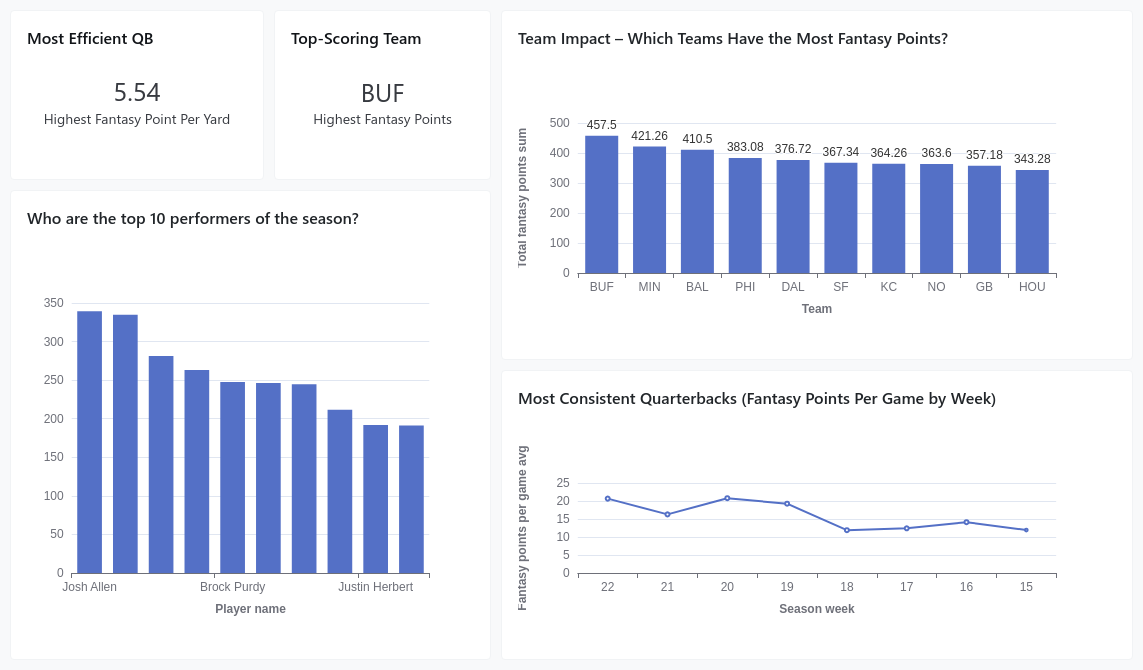 Most Efficient QB
5.54
Highest Fantasy Point Per Yard
Top-Scoring Team
BUF
Highest Fantasy Points
Team Impact – Which Teams Have the Most Fantasy Points?
Total fantasy points sum
500
400
300
200
100
0
457.5
421.26
410.5
383.08
376.72
367.34
364.26
363.6
357.18
343.28
BUF MIN BAL PHI DAL SF KC NO GB HOU
Team
Who are the top 10 performers of the season?
350
300
250
200
150
100
50
0
Josh Allen Brock Purdy Justin Herbert
Player name
Most Consistent Quarterbacks (Fantasy Points Per Game by Week)
Fantasy points per game avg
25
20
15
10
5
0
22 21 20 19 18 17 16 15
Season week